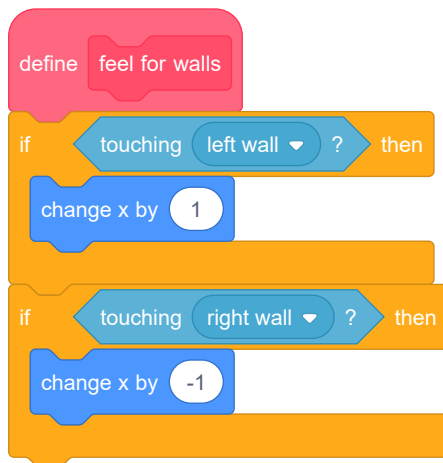 define feel for walls
if touching left wall ? then
change x by 1
if touching right wall ? then
change x by -1